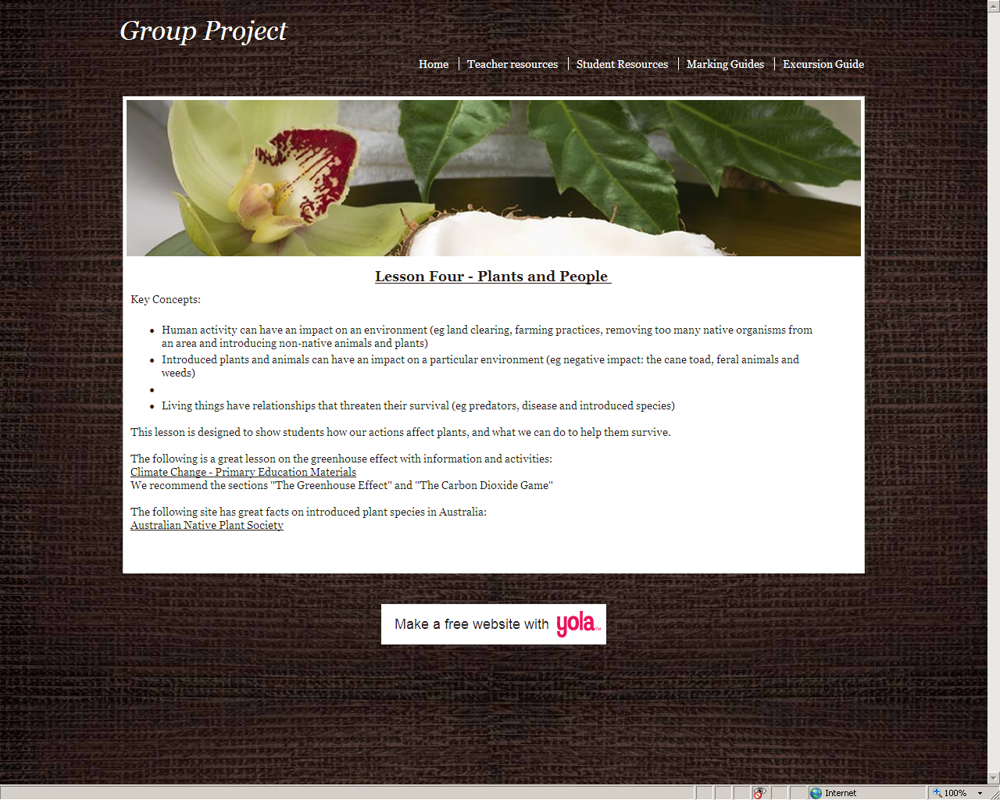 Group Project
Home
Teacher resources
Student Resources
Marking Guides
Excursion Guide
Lesson Four - Plants and People
Key Concepts:
Human activity can have an impact on an environment (eg land clearing, farming practices, removing too many native organisms from
an area and introducing non-native animals and plants)
Introduced plants and animals can have an impact on a particular environment (eg negative impact: the cane toad, feral animals and
weeds)
Living things have relationships that threaten their survival (eg predators, disease and introduced species)
This lesson is designed to show students how our actions affect plants, and what we can do to help them survive.
The following is a great lesson on the greenhouse effect with information and activities:
Climate Change - Primary Education Materials
We recommend the sections "The Greenhouse Effect" and "The Carbon Dioxide Game"
The following site has great facts on introduced plant species in Australia:
Australian Native Plant Society
Make a free website with yola™
Internet
100%